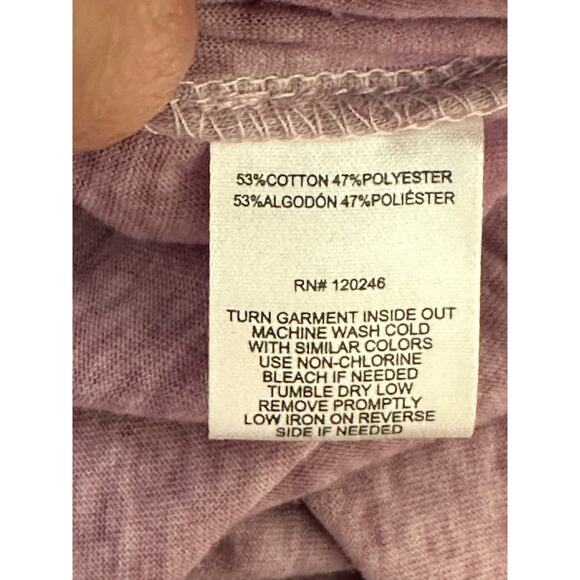 53%COTTON 47%POLYESTER
53%ALGODÓN 47%POLIÉSTER
RN# 120246
TURN GARMENT INSIDE OUT
MACHINE WASH COLD
WITH SIMILAR COLORS
USE NON-CHLORINE
BLEACH IF NEEDED
TUMBLE DRY LOW
REMOVE PROMPTLY
LOW IRON ON REVERSE
SIDE IF NEEDED